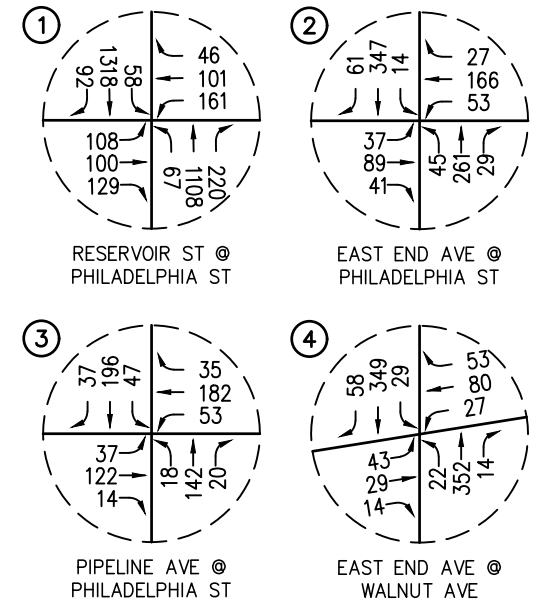 1
92 1318 58
46
101
161
108
100
129
67 1108 220
RESERVOIR ST @
PHILADELPHIA ST
2
61 347 14
27
166
53
37
89
41
45 261 29
EAST END AVE @
PHILADELPHIA ST
3
37 196 47
35
182
53
37
122
14
18 142 20
PIPELINE AVE @
PHILADELPHIA ST
4
58 349 29
53
80
27
43
29
14
22 352 14
EAST END AVE @
WALNUT AVE